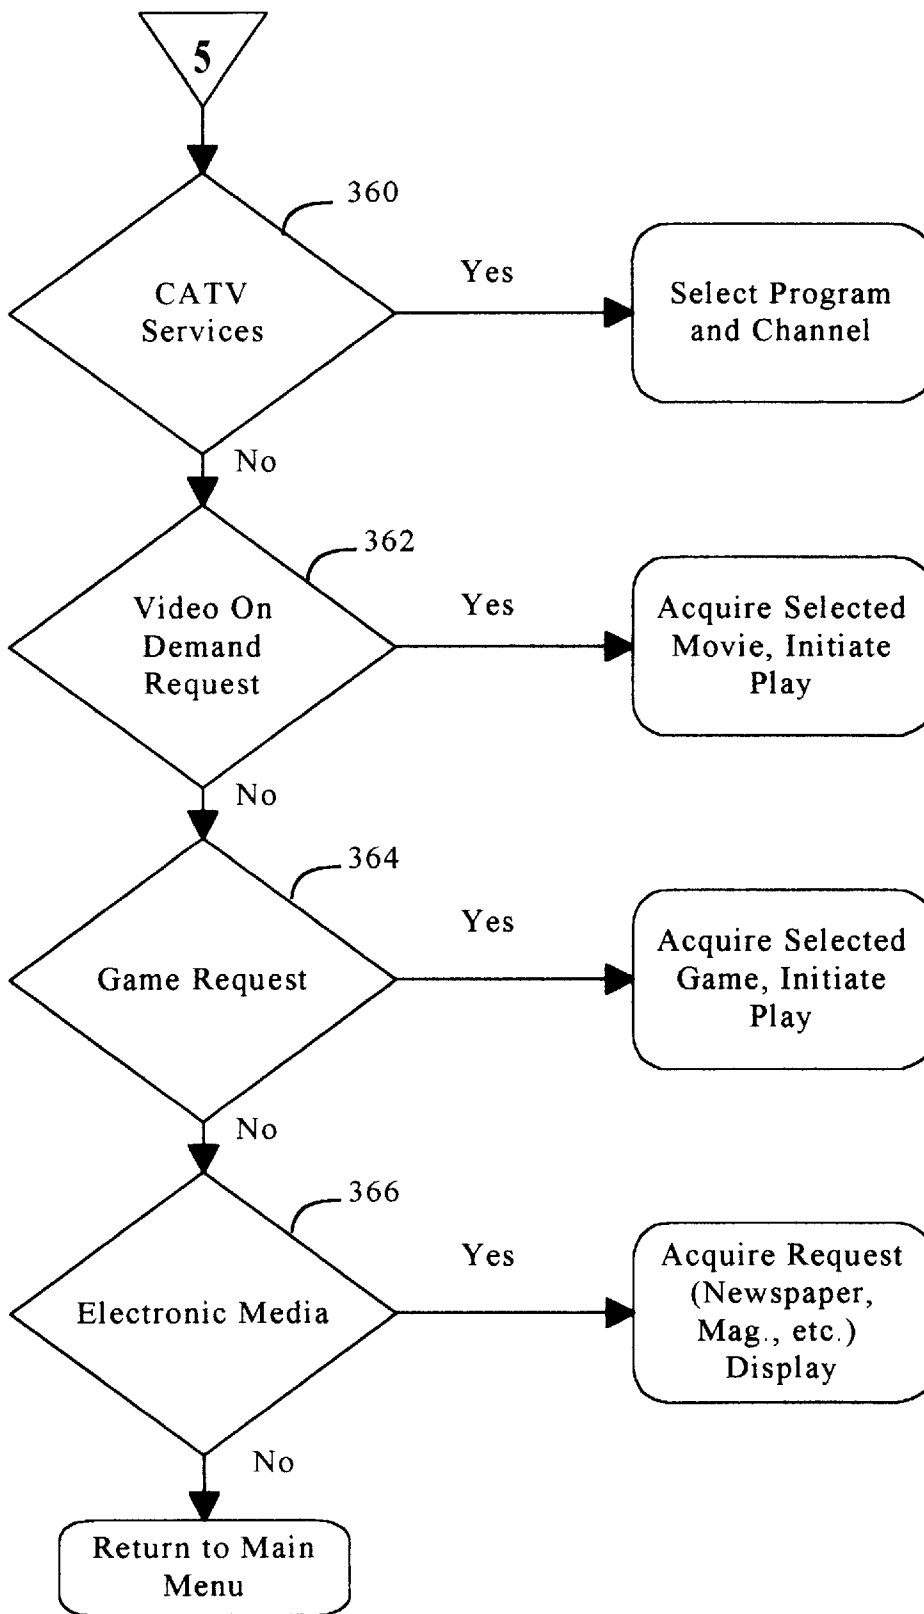 5
360
CATV
Services
Yes
Select Program
and Channel
No
362
Video On
Demand
Request
Yes
Acquire Selected
Movie, Initiate
Play
No
364
Game Request
Yes
Acquire Selected
Game, Initiate
Play
No
366
Electronic Media
Yes
Acquire Request
(Newspaper,
Mag., etc.)
Display
No
Return to Main
Menu